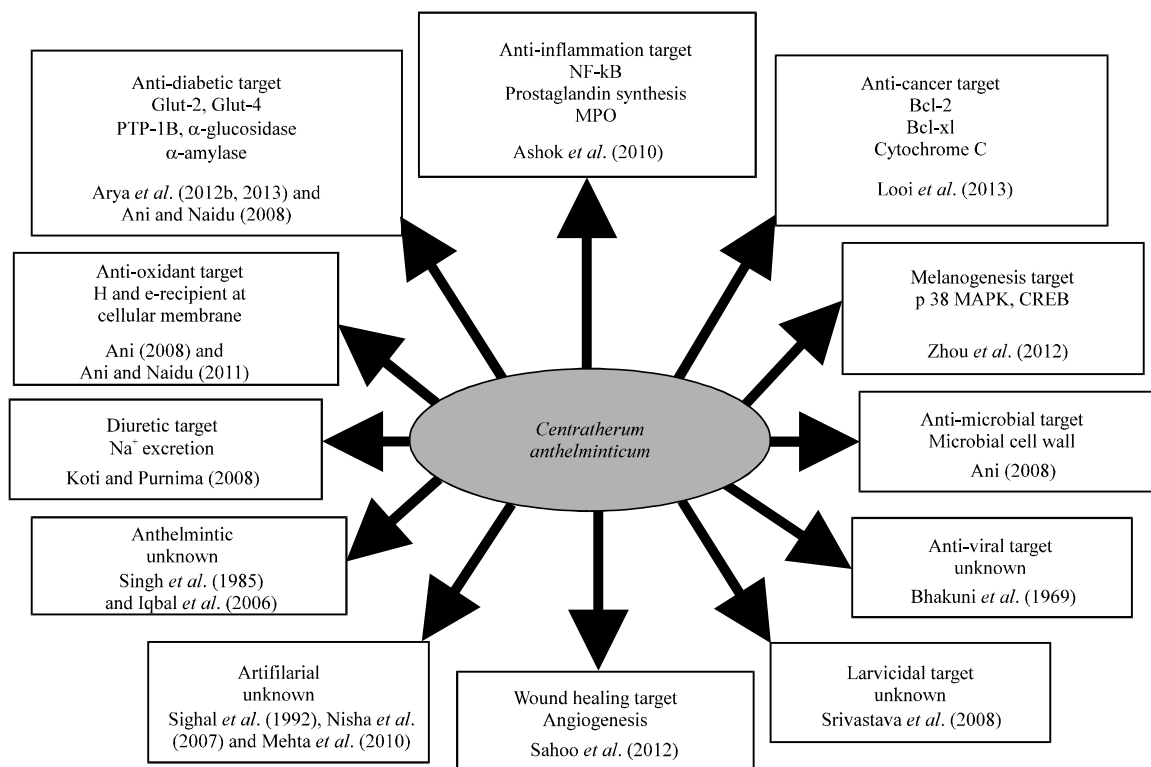 Anti-inflammation target
NF-kB
Prostaglandin synthesis
MPO
Ashok et al. (2010)
Anti-diabetic target
Glut-2, Glut-4
PTP-1B, α-glucosidase
α-amylase
Arya et al. (2012b, 2013) and
Ani and Naidu (2008)
Anti-cancer target
Bcl-2
Bcl-xl
Cytochrome C
Looi et al. (2013)
Anti-oxidant target
H and e-recipient at
cellular membrane
Ani (2008) and
Ani and Naidu (2011)
Melanogenesis target
p 38 MAPK, CREB
Zhou et al. (2012)
Diuretic target
Na⁺ excretion
Koti and Purnima (2008)
Centratherum
anthelminticum
Anti-microbial target
Microbial cell wall
Ani (2008)
Anthelmintic
unknown
Singh et al. (1985)
and Iqbal et al. (2006)
Anti-viral target
unknown
Bhakuni et al. (1969)
Artifilarial
unknown
Sighal et al. (1992), Nisha et al.
(2007) and Mehta et al. (2010)
Wound healing target
Angiogenesis
Sahoo et al. (2012)
Larvicidal target
unknown
Srivastava et al. (2008)